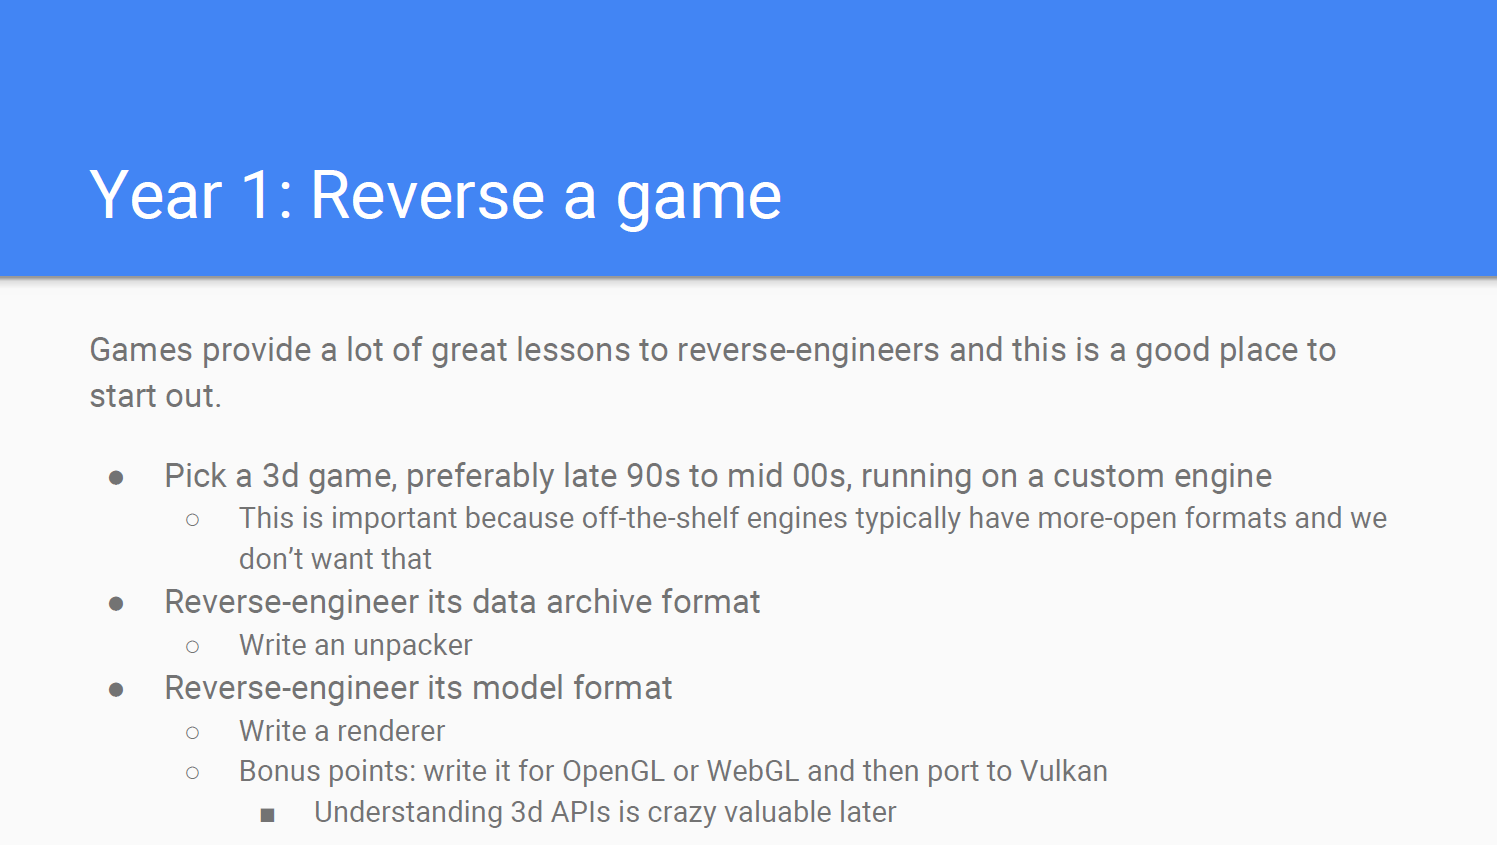 Year 1: Reverse a game
Games provide a lot of great lessons to reverse-engineers and this is a good place to
start out.
● Pick a 3d game, preferably late 90s to mid 00s, running on a custom engine
○ This is important because off-the-shelf engines typically have more-open formats and we
don’t want that
● Reverse-engineer its data archive format
○ Write an unpacker
● Reverse-engineer its model format
○ Write a renderer
○ Bonus points: write it for OpenGL or WebGL and then port to Vulkan
■ Understanding 3d APIs is crazy valuable later